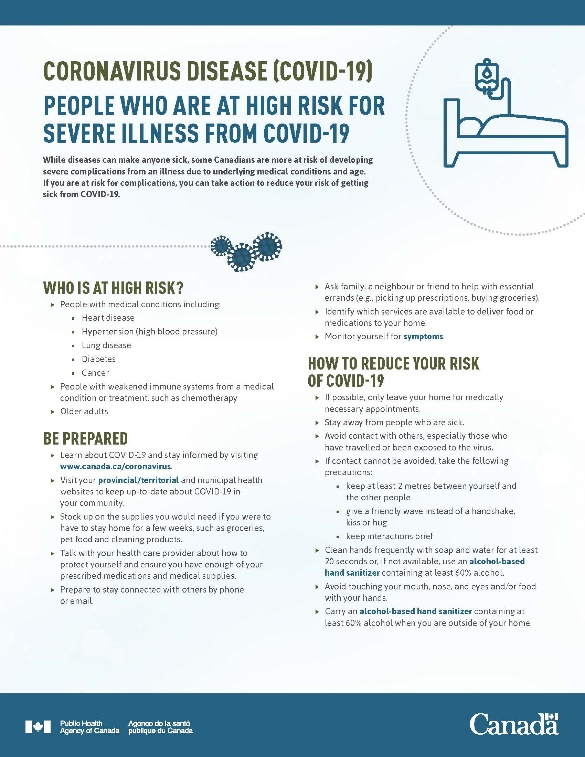 CORONAVIRUS DISEASE (COVID-19)
PEOPLE WHO ARE AT HIGH RISK FOR
SEVERE ILLNESS FROM COVID-19
While diseases can make anyone sick, some Canadians are more at risk of developing
severe complications from an illness due to underlying medical conditions and age.
If you are at risk for complications, you can take action to reduce your risk of getting
sick from COVID-19.
WHO IS AT HIGH RISK?
▸ People with medical conditions including:
• Heart disease
• Hypertension (high blood pressure)
• Lung disease
• Diabetes
• Cancer
▸ People with weakened immune systems from a medical
condition or treatment, such as chemotherapy
▸ Older adults
BE PREPARED
▸ Learn about COVID-19 and stay informed by visiting
www.canada.ca/coronavirus.
▸ Visit your provincial/territorial and municipal health
websites to keep up-to-date about COVID-19 in
your community.
▸ Stock up on the supplies you would need if you were to
have to stay home for a few weeks, such as groceries,
pet food and cleaning products.
▸ Talk with your health care provider about how to
protect yourself and ensure you have enough of your
prescribed medications and medical supplies.
▸ Prepare to stay connected with others by phone
or email.
▸ Ask family, a neighbour or friend to help with essential
errands (e.g., picking up prescriptions, buying groceries).
▸ Identify which services are available to deliver food or
medications to your home.
▸ Monitor yourself for symptoms.
HOW TO REDUCE YOUR RISK
OF COVID-19
▸ If possible, only leave your home for medically
necessary appointments.
▸ Stay away from people who are sick.
▸ Avoid contact with others, especially those who
have travelled or been exposed to the virus.
▸ If contact cannot be avoided, take the following
precautions:
• keep at least 2 metres between yourself and
the other people
• give a friendly wave instead of a handshake,
kiss or hug
• keep interactions brief
▸ Clean hands frequently with soap and water for at least
20 seconds or, if not available, use an alcohol-based
hand sanitizer containing at least 60% alcohol.
▸ Avoid touching your mouth, nose, and eyes and/or food
with your hands.
▸ Carry an alcohol-based hand sanitizer containing at
least 60% alcohol when you are outside of your home.
Public Health
Agency of Canada
Agence de la santé
publique du Canada
Canada